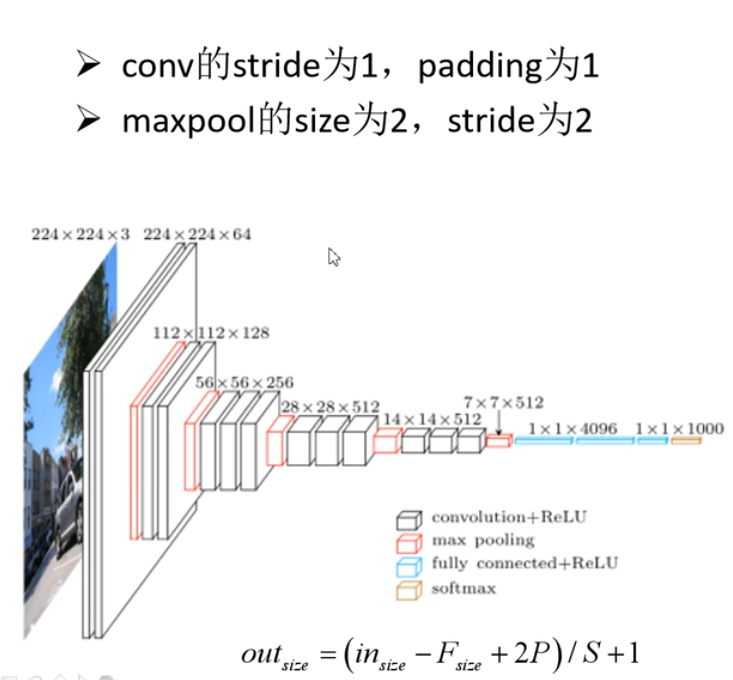 ➢ conv的stride为1，padding为1
➢ maxpool的size为2，stride为2
224×224×3 224×224×64
112×112×128
56×56×256
28×28×512
14×14×512
7×7×512
1×1×4096 1×1×1000
convolution+ReLU
max pooling
fully connected+ReLU
softmax
out_size = (in_size − F_size + 2P) / S + 1